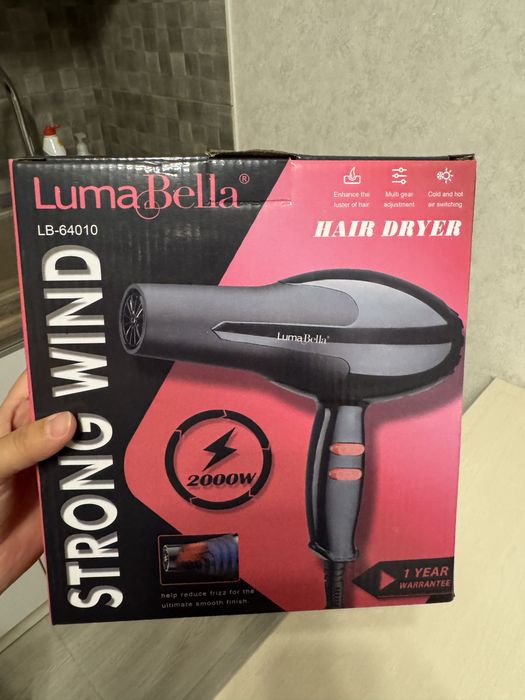 LumaBella®
LB-64010
Enhance the
luster of hair
Multi gear
adjustment
Cold and hot
air switching
HAIR DRYER
STRONG WIND
LumaBella®
2000W
help reduce frizz for the
ultimate smooth finish.
1 YEAR
WARRANTEE